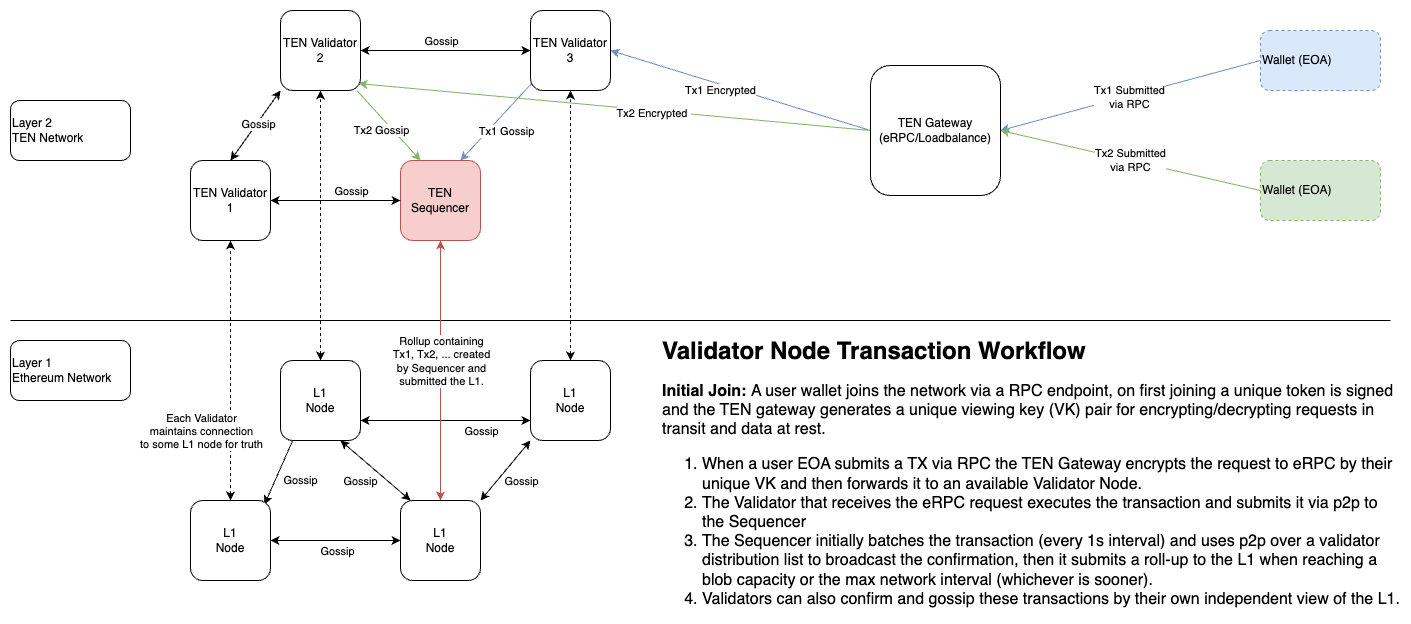 TEN Validator
2
Gossip
TEN Validator
3
Wallet (EOA)
Tx1 Encrypted
Tx1 Submitted
via RPC
Layer 2
TEN Network
Gossip
Tx2 Gossip
Tx1 Gossip
Tx2 Encrypted
TEN Gateway
(eRPC/Loadbalance)
Tx2 Submitted
via RPC
TEN Validator
1
Gossip
TEN
Sequencer
Wallet (EOA)
Layer 1
Ethereum Network
Rollup containing
Tx1, Tx2, ... created
by Sequencer and
submitted the L1.
L1
Node
L1
Node
Each Validator
maintains connection
to some L1 node for truth
Gossip
Gossip
Gossip
Gossip
L1
Node
Gossip
L1
Node
Validator Node Transaction Workflow
Initial Join: A user wallet joins the network via a RPC endpoint, on first joining a unique token is signed
and the TEN gateway generates a unique viewing key (VK) pair for encrypting/decrypting requests in
transit and data at rest.
1. When a user EOA submits a TX via RPC the TEN Gateway encrypts the request to eRPC by their
unique VK and then forwards it to an available Validator Node.
2. The Validator that receives the eRPC request executes the transaction and submits it via p2p to
the Sequencer
3. The Sequencer initially batches the transaction (every 1s interval) and uses p2p over a validator
distribution list to broadcast the confirmation, then it submits a roll-up to the L1 when reaching a
blob capacity or the max network interval (whichever is sooner).
4. Validators can also confirm and gossip these transactions by their own independent view of the L1.